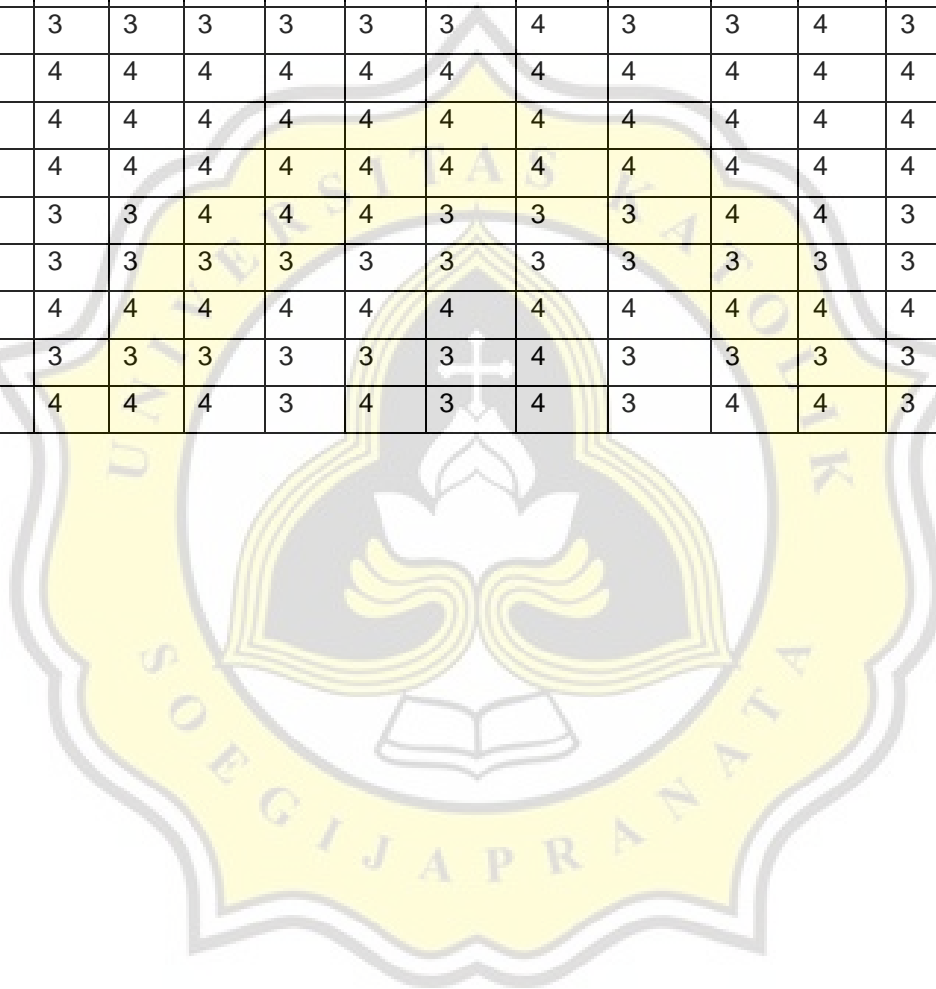 3 3 3 3 3 3 4 3 3 4 3
4 4 4 4 4 4 4 4 4 4 4
4 4 4 4 4 4 4 4 4 4 4
4 4 4 4 4 4 4 4 4 4 4
3 3 4 4 4 3 3 3 4 4 3
3 3 3 3 3 3 3 3 3 3 3
4 4 4 4 4 4 4 4 4 4 4
3 3 3 3 3 3 4 3 3 3 3
4 4 4 3 4 3 4 3 4 4 3
UNIVERSITAS KATOLIK
SOEGIJAPRANATA